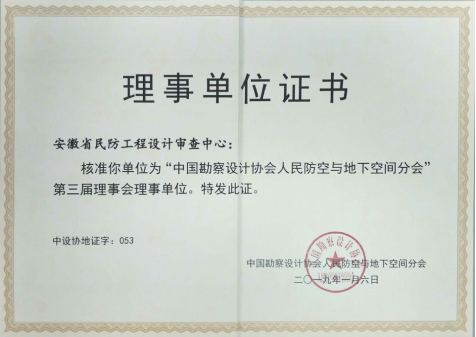 理事单位证书
安徽省民防工程设计审查中心：
核准你单位为“中国勘察设计协会人民防空与地下空间分会”
第三届理事会理事单位。特发此证。
中设协地证字：053
中国勘察设计协会人民防空与地下空间分会
二〇一九年一月六日